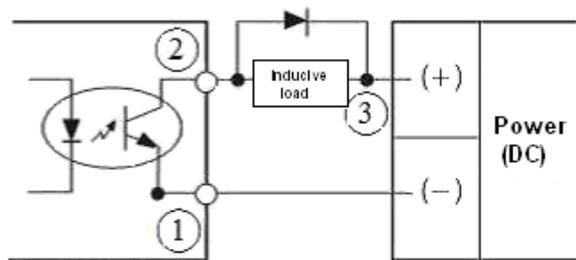 2
Inductive
load
3
(+)
Power
(DC)
(−)
1